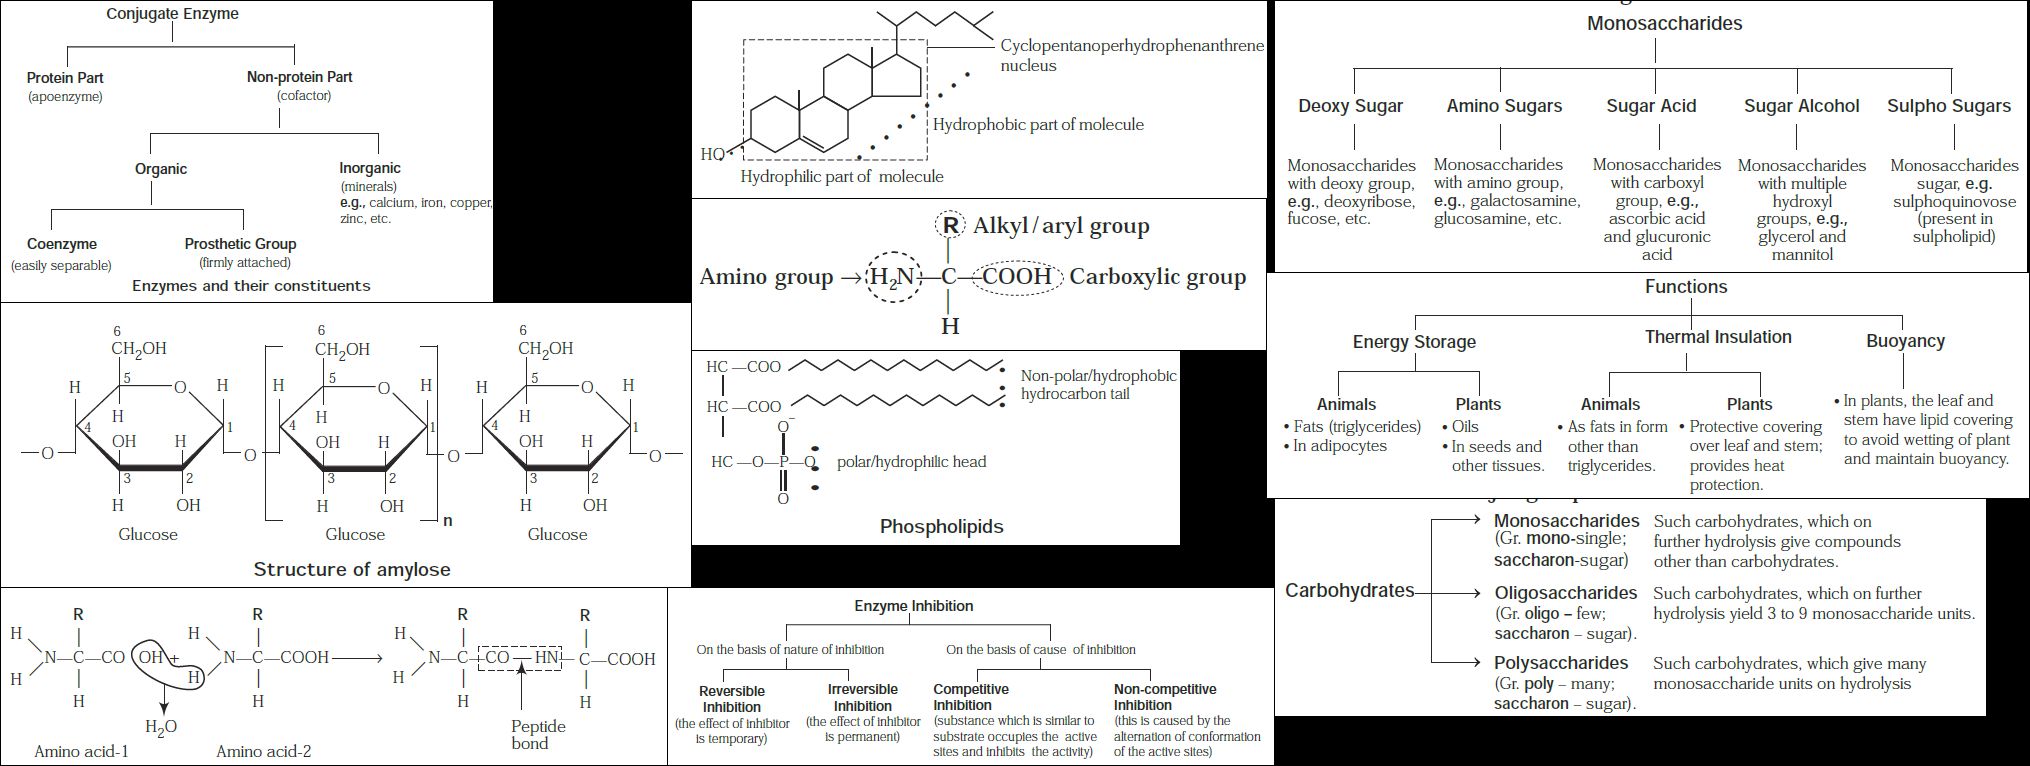 Conjugate Enzyme
Protein Part
(apoenzyme)
Non-protein Part
(cofactor)
Organic
Inorganic
(minerals)
e.g., calcium, iron, copper,
zinc, etc.
Coenzyme
(easily separable)
Prosthetic Group
(firmly attached)
Enzymes and their constituents
6
CH2OH
6
CH2OH
6
CH2OH
H
5
O
H
H
5
O
H
H
5
O
H
H
H
H
4
1
4
1
4
1
OH
H
OH
H
OH
H
O
O
O
O
3
2
3
2
3
2
H
OH
H
OH
H
OH
n
Glucose
Glucose
Glucose
Structure of amylose
R
R
R
R
H
H
H
N—C—CO
OH +
N—C—COOH
N—C—CO—HN—C—COOH
H
H
H
H
H
H
H
H2O
Peptide
bond
Amino acid-1
Amino acid-2
Cyclopentanoperhydrophenanthrene
nucleus
Hydrophobic part of molecule
HO
Hydrophilic part of molecule
R Alkyl/aryl group
Amino group → H2N—C—COOH Carboxylic group
H
HC —COO
Non-polar/hydrophobic
hydrocarbon tail
HC —COO
O−
HC —O—P—O
polar/hydrophilic head
O
Phospholipids
Enzyme Inhibition
On the basis of nature of inhibition
On the basis of cause of inhibition
Reversible
Inhibition
(the effect of inhibitor
is temporary)
Irreversible
Inhibition
(the effect of inhibitor
is permanent)
Competitive
Inhibition
(substance which is similar to
substrate occupies the active
sites and inhibits the activity)
Non-competitive
Inhibition
(this is caused by the
alternation of conformation
of the active sites)
Monosaccharides
Deoxy Sugar
Monosaccharides
with deoxy group,
e.g., deoxyribose,
fucose, etc.
Amino Sugars
Monosaccharides
with amino group,
e.g., galactosamine,
glucosamine, etc.
Sugar Acid
Monosaccharides
with carboxyl
group, e.g.,
ascorbic acid
and glucuronic
acid
Sugar Alcohol
Monosaccharides
with multiple
hydroxyl
groups, e.g.,
glycerol and
mannitol
Sulpho Sugars
Monosaccharides
sugar, e.g.
sulphoquinovose
(present in
sulpholipid)
Functions
Energy Storage
Thermal Insulation
Buoyancy
Animals
• Fats (triglycerides)
• In adipocytes
Plants
• Oils
• In seeds and
other tissues.
Animals
• As fats in form
other than
triglycerides.
Plants
• Protective covering
over leaf and stem;
provides heat
protection.
• In plants, the leaf and
stem have lipid covering
to avoid wetting of plant
and maintain buoyancy.
Carbohydrates
Monosaccharides
(Gr. mono-single;
saccharon-sugar)
Such carbohydrates, which on
further hydrolysis give compounds
other than carbohydrates.
Oligosaccharides
(Gr. oligo – few;
saccharon – sugar).
Such carbohydrates, which on further
hydrolysis yield 3 to 9 monosaccharide units.
Polysaccharides
(Gr. poly – many;
saccharon – sugar).
Such carbohydrates, which give many
monosaccharide units on hydrolysis